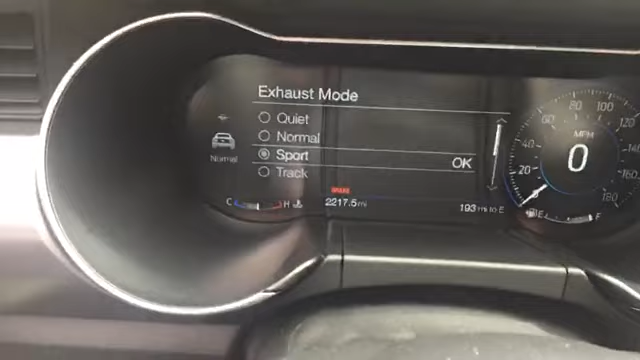 Exhaust Mode
Quiet
Normal
Sport OK
Track
Normal
C H
2217.5 mi
193 mi to E
MPH
0
20
40
60
80
100
120
140
160
180
E F